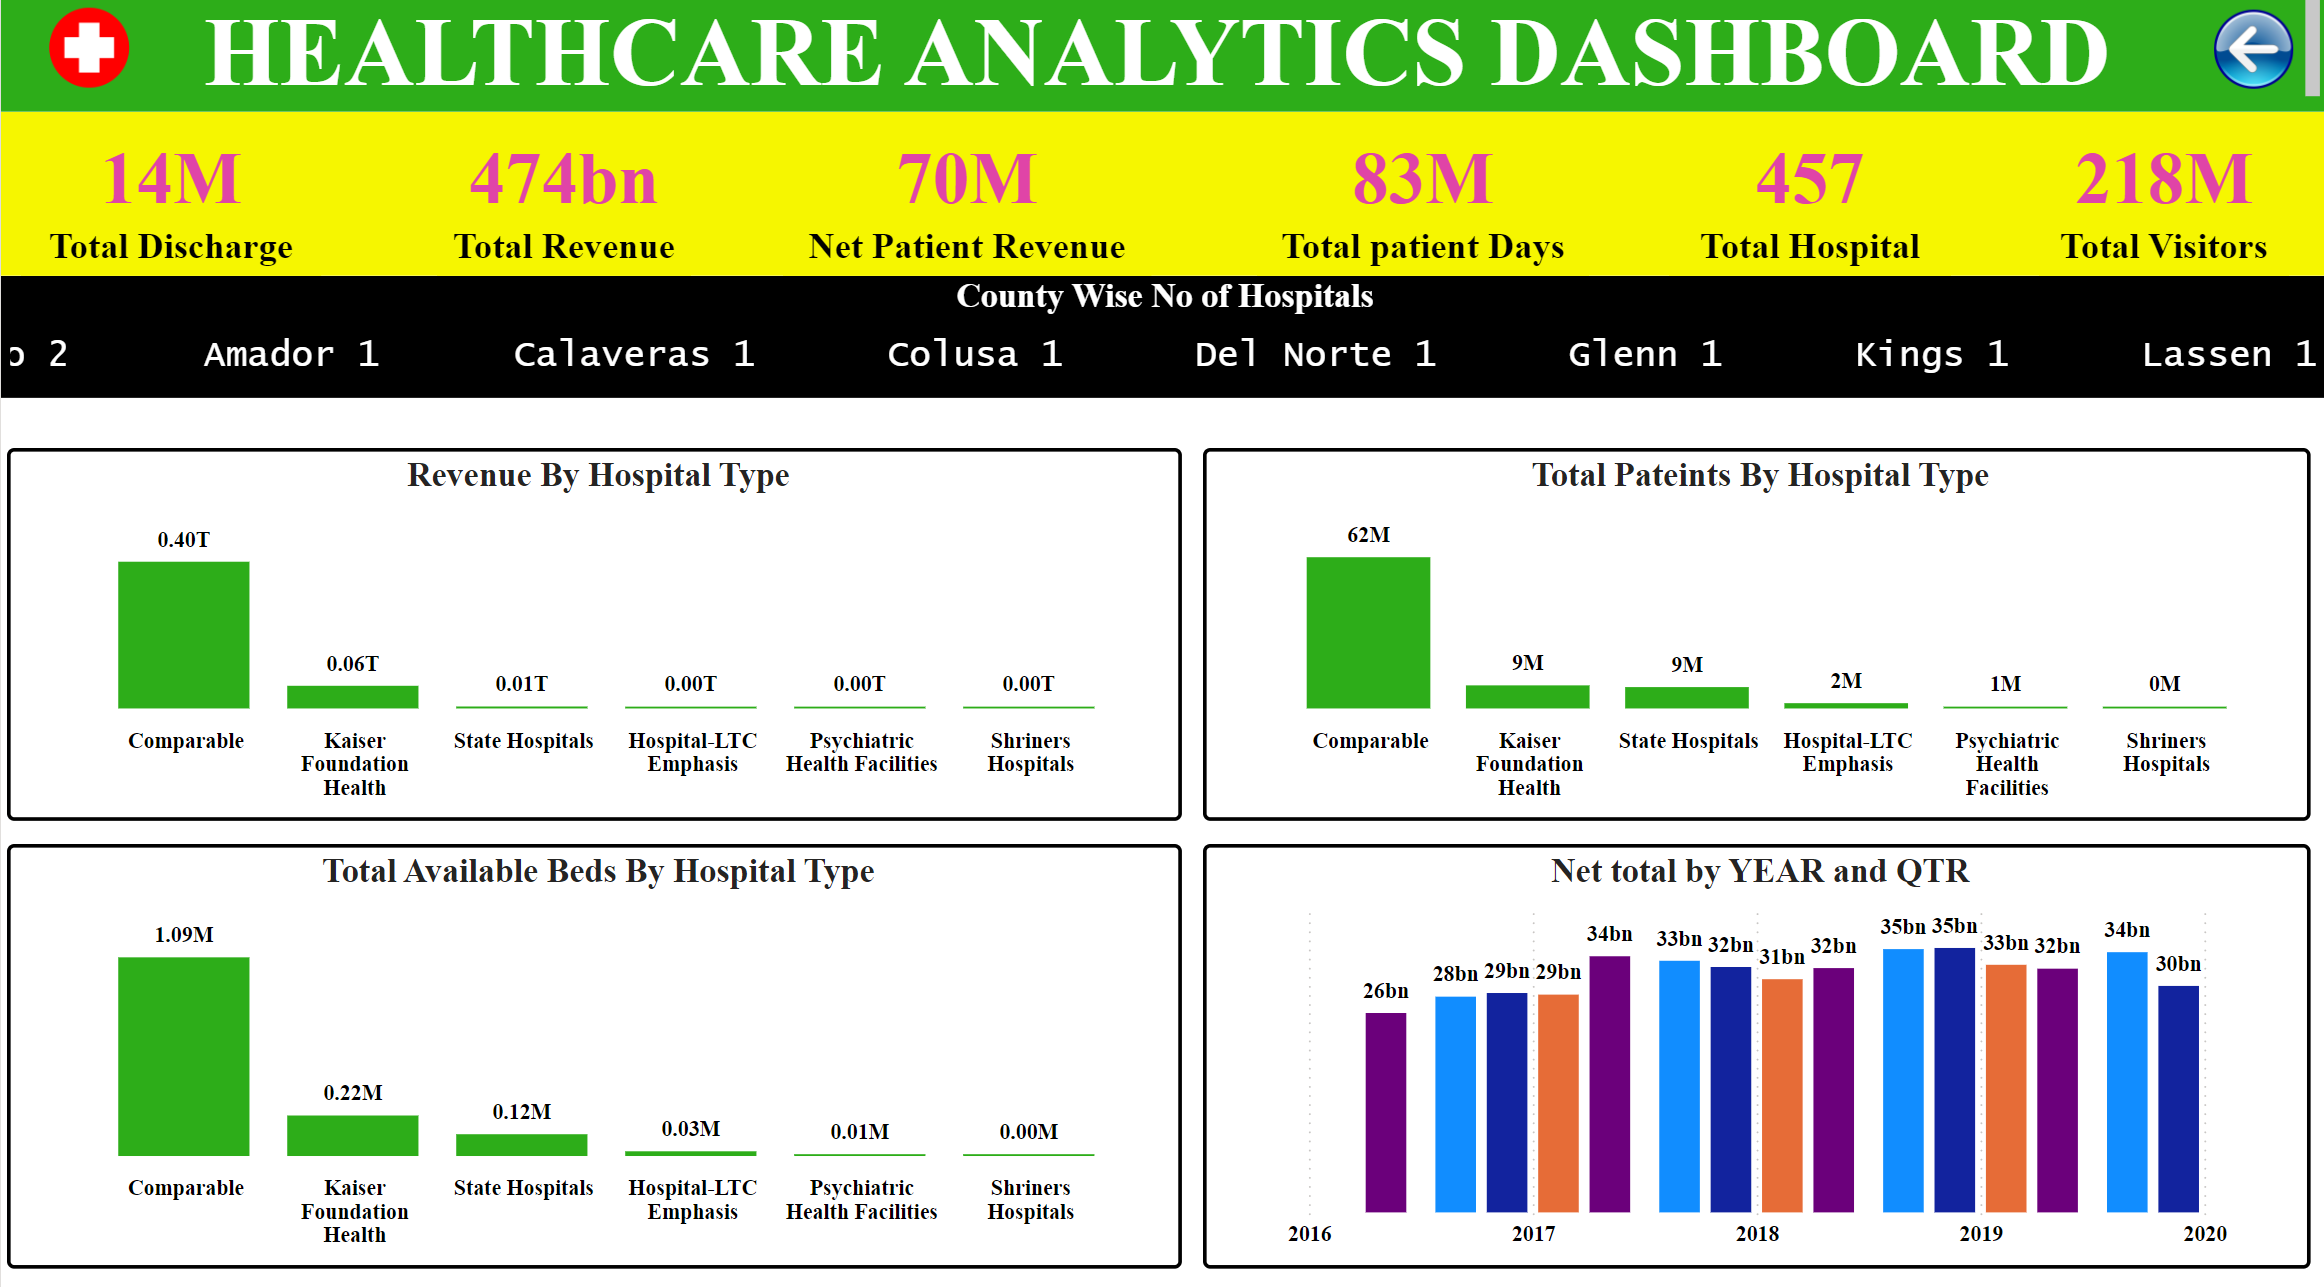 HEALTHCARE ANALYTICS DASHBOARD
14M 474bn 70M 83M 457 218M
Total Discharge Total Revenue Net Patient Revenue Total patient Days Total Hospital Total Visitors
County Wise No of Hospitals
o 2 Amador 1 Calaveras 1 Colusa 1 Del Norte 1 Glenn 1 Kings 1 Lassen 1
Revenue By Hospital Type
0.40T
0.06T
0.01T
0.00T
0.00T
0.00T
Comparable
Kaiser
Foundation
Health
State Hospitals
Hospital-LTC
Emphasis
Psychiatric
Health Facilities
Shriners
Hospitals
Total Pateints By Hospital Type
62M
9M
9M
2M
1M
0M
Comparable
Kaiser
Foundation
Health
State Hospitals
Hospital-LTC
Emphasis
Psychiatric
Health
Facilities
Shriners
Hospitals
Total Available Beds By Hospital Type
1.09M
0.22M
0.12M
0.03M
0.01M
0.00M
Comparable
Kaiser
Foundation
Health
State Hospitals
Hospital-LTC
Emphasis
Psychiatric
Health Facilities
Shriners
Hospitals
Net total by YEAR and QTR
26bn
28bn
29bn
29bn
34bn
33bn
32bn
31bn
32bn
35bn
35bn
33bn
32bn
34bn
30bn
2016 2017 2018 2019 2020